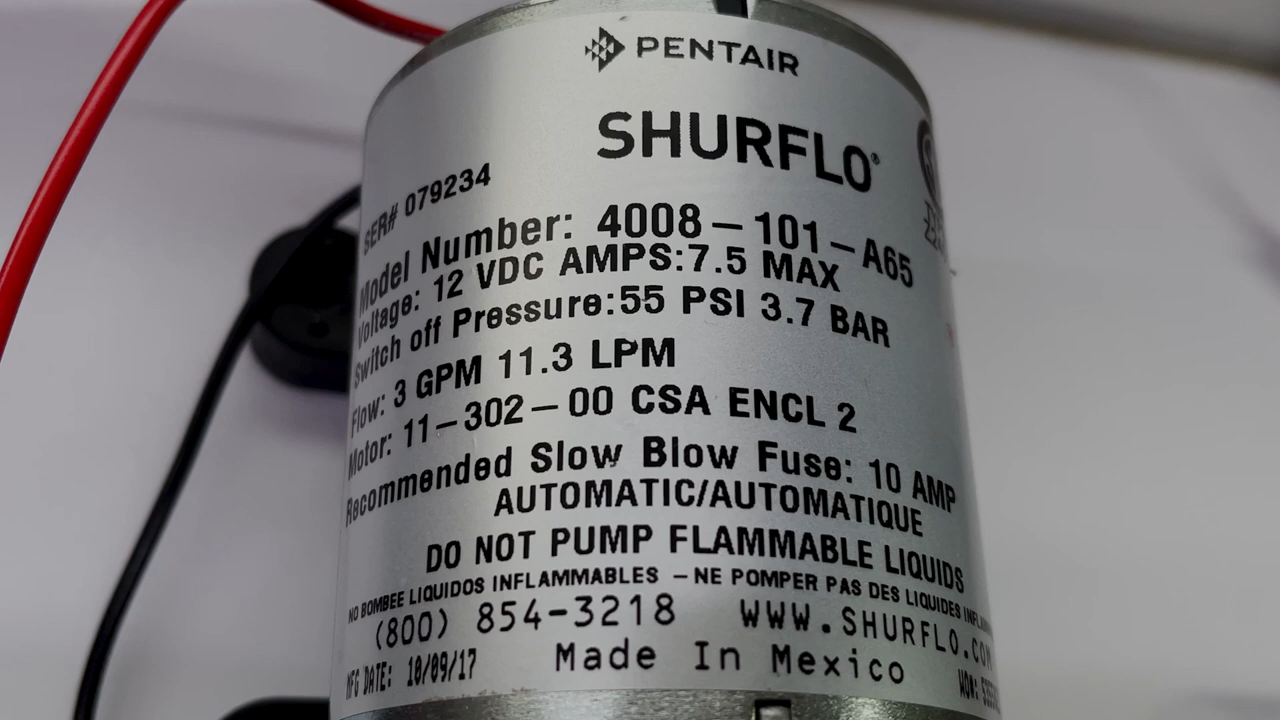 PENTAIR
SHURFLO®
SER# 079234
Model Number: 4008-101-A65
Voltage: 12 VDC AMPS:7.5 MAX
Switch off Pressure:55 PSI 3.7 BAR
Flow: 3 GPM 11.3 LPM
Motor: 11-302-00 CSA ENCL 2
Recommended Slow Blow Fuse: 10 AMP
AUTOMATIC/AUTOMATIQUE
DO NOT PUMP FLAMMABLE LIQUIDS
NO BOMBEE LIQUIDOS INFLAMMABLES - NE POMPER PAS DES LIQUIDES
(800) 854-3218 WWW.SHURFLO.COM
MFG DATE: 10/09/17 Made In Mexico WON: